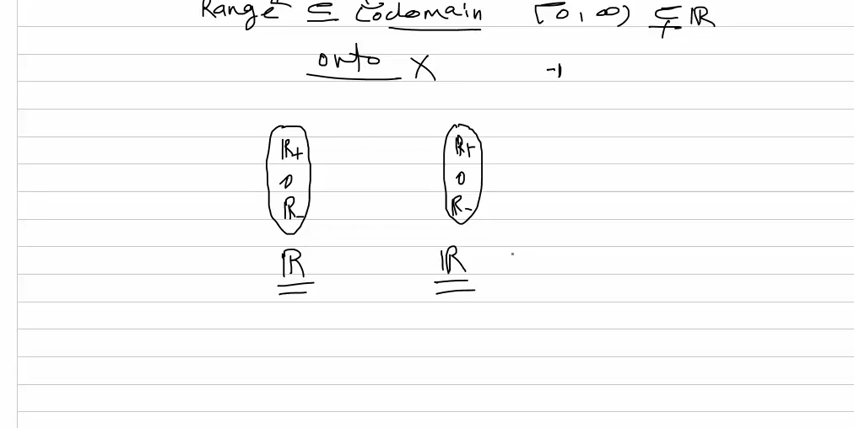 Range ⊆ Codomain [0, ∞) ⊊ ℝ
onto X -1
ℝ+ ℝ+
0 0
ℝ- ℝ-
ℝ ℝ